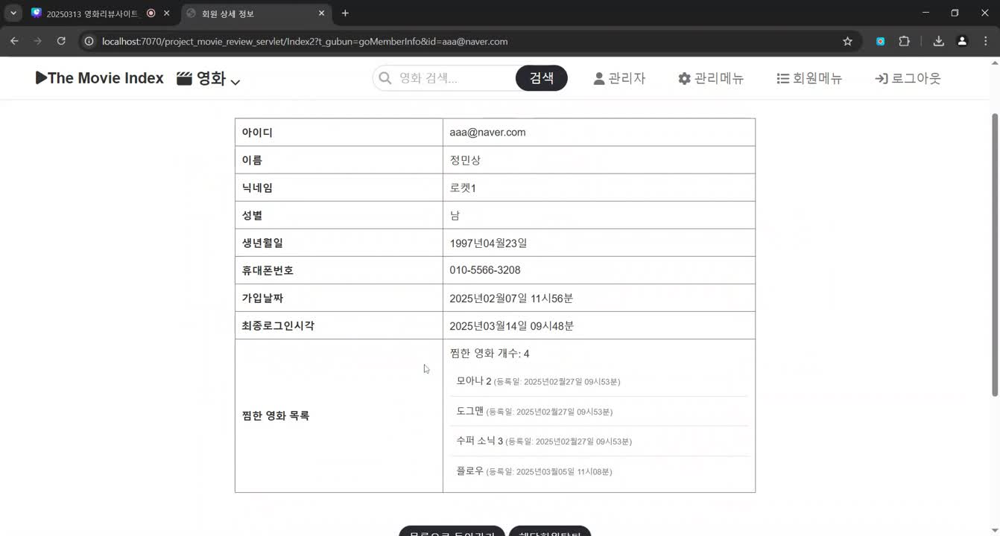 20250313 영화리뷰사이트
회원 상세 정보
localhost:7070/project_movie_review_servlet/Index2?t_gubun=goMemberInfo&id=aaa@naver.com
The Movie Index 영화 영화 검색... 검색 관리자 관리메뉴 회원메뉴 로그아웃
아이디 aaa@naver.com
이름 정민상
닉네임 로켓1
성별 남
생년월일 1997년04월23일
휴대폰번호 010-5566-3208
가입날짜 2025년02월07일 11시56분
최종로그인시각 2025년03월14일 09시48분
찜한 영화 목록
찜한 영화 개수: 4
모아나 2 (등록일: 2025년02월27일 09시53분)
도그맨 (등록일: 2025년02월27일 09시53분)
수퍼 소닉 3 (등록일: 2025년02월27일 09시53분)
플로우 (등록일: 2025년03월05일 11시08분)